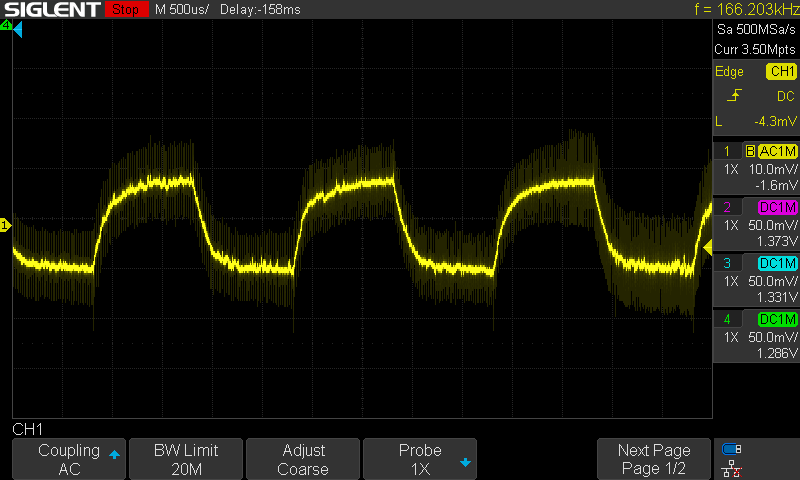 SIGLENT Stop M 500us/ Delay:-158ms f = 166.203kHz
Sa 500MSa/s
Curr 3.50Mpts
Edge CH1
DC
L -4.3mV
1 B AC1M
1X 10.0mV/
-1.6mV
2 DC1M
1X 50.0mV/
1.373V
3 DC1M
1X 50.0mV/
1.331V
4 DC1M
1X 50.0mV/
1.286V
4
1
CH1
Coupling
AC
BW Limit
20M
Adjust
Coarse
Probe
1X
Next Page
Page 1/2